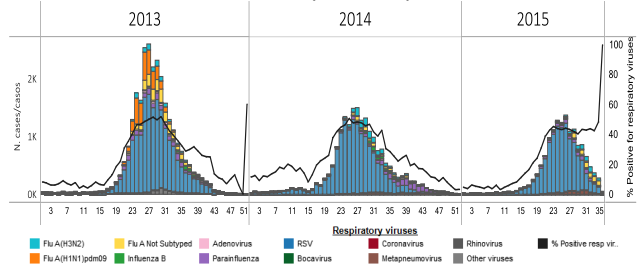 2013 2014 2015
N. cases/casos
2K
1K
0K
% Positive for respiratory viruses
100
80
60
40
20
0
3 7 11 15 19 23 27 31 35 39 43 47 51 3 7 11 15 19 23 27 31 35 39 43 47 51 3 7 11 15 19 23 27 31 35
Respiratory viruses
Flu A(H3N2) Flu A Not Subtyped Adenovirus RSV Coronavirus Rhinovirus % Positive resp vir..
Flu A(H1N1)pdm09 Influenza B Parainfluenza Bocavirus Metapneumovirus Other viruses